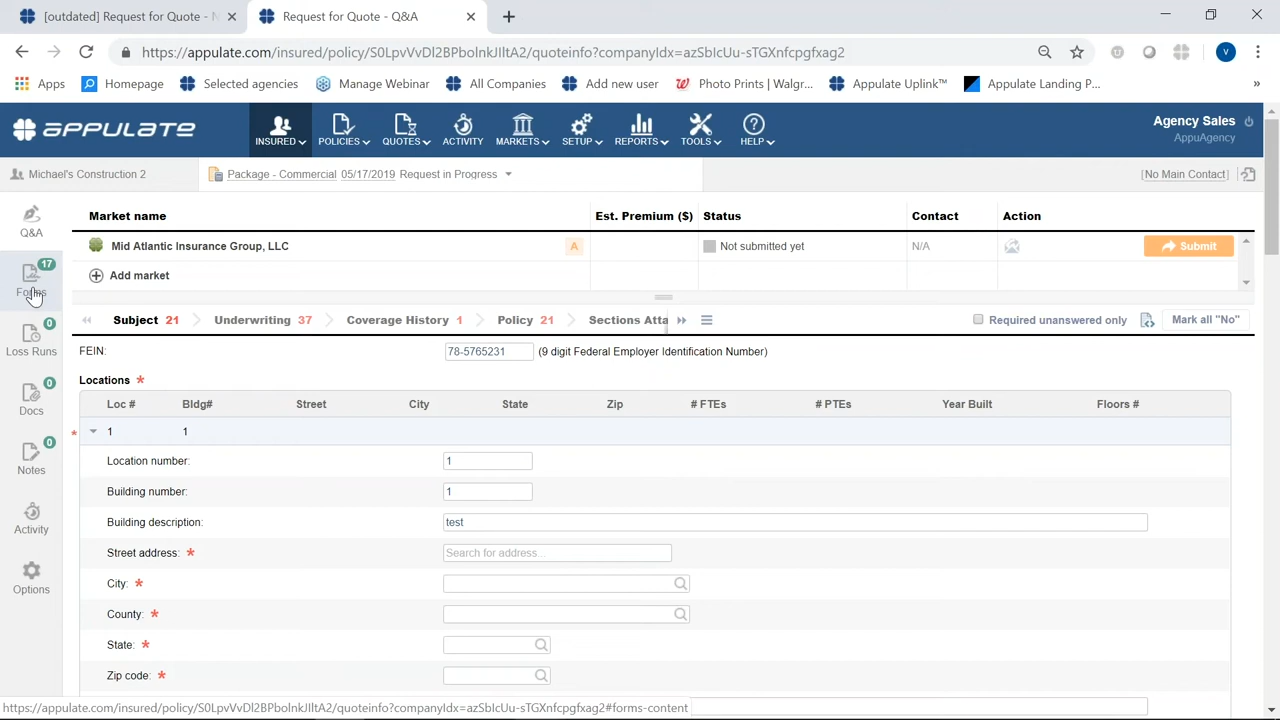 [outdated] Request for Quote - N
Request for Quote - Q&A
https://appulate.com/insured/policy/S0LpvVvDl2BPbolnkJIltA2/quoteinfo?companyIdx=azSbIcUu-sTGXnfcpgfxag2
V
Apps Homepage Selected agencies Manage Webinar All Companies Add new user Photo Prints | Walgr... Appulate Uplink™ Appulate Landing P... »
APPULATE
INSURED POLICIES QUOTES ACTIVITY MARKETS SETUP REPORTS TOOLS HELP
Agency Sales
AppuAgency
Michael's Construction 2
Package - Commercial 05/17/2019 Request in Progress
[No Main Contact]
Q&A
17
Forms
0
Loss Runs
0
Docs
0
Notes
Activity
Options
Market name Est. Premium ($) Status Contact Action
Mid Atlantic Insurance Group, LLC A Not submitted yet N/A Submit
Add market
Subject 21 Underwriting 37 Coverage History 1 Policy 21 Sections Atta
Required unanswered only Mark all "No"
FEIN: 78-5765231 (9 digit Federal Employer Identification Number)
Locations *
Loc # Bldg# Street City State Zip # FTEs # PTEs Year Built Floors #
* 1 1
Location number: 1
Building number: 1
Building description: test
Street address: * Search for address...
City: *
County: *
State: *
Zip code: *
https://appulate.com/insured/policy/S0LpvVvDl2BPbolnkJIltA2/quoteinfo?companyIdx=azSbIcUu-sTGXnfcpgfxag2#forms-content